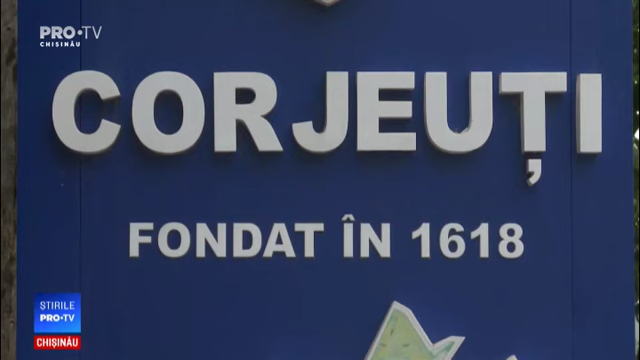 PRO•TV
CHIȘINĂU
CORJEUȚI
FONDAT ÎN 1618
ȘTIRILE
PRO•TV
CHIȘINĂU